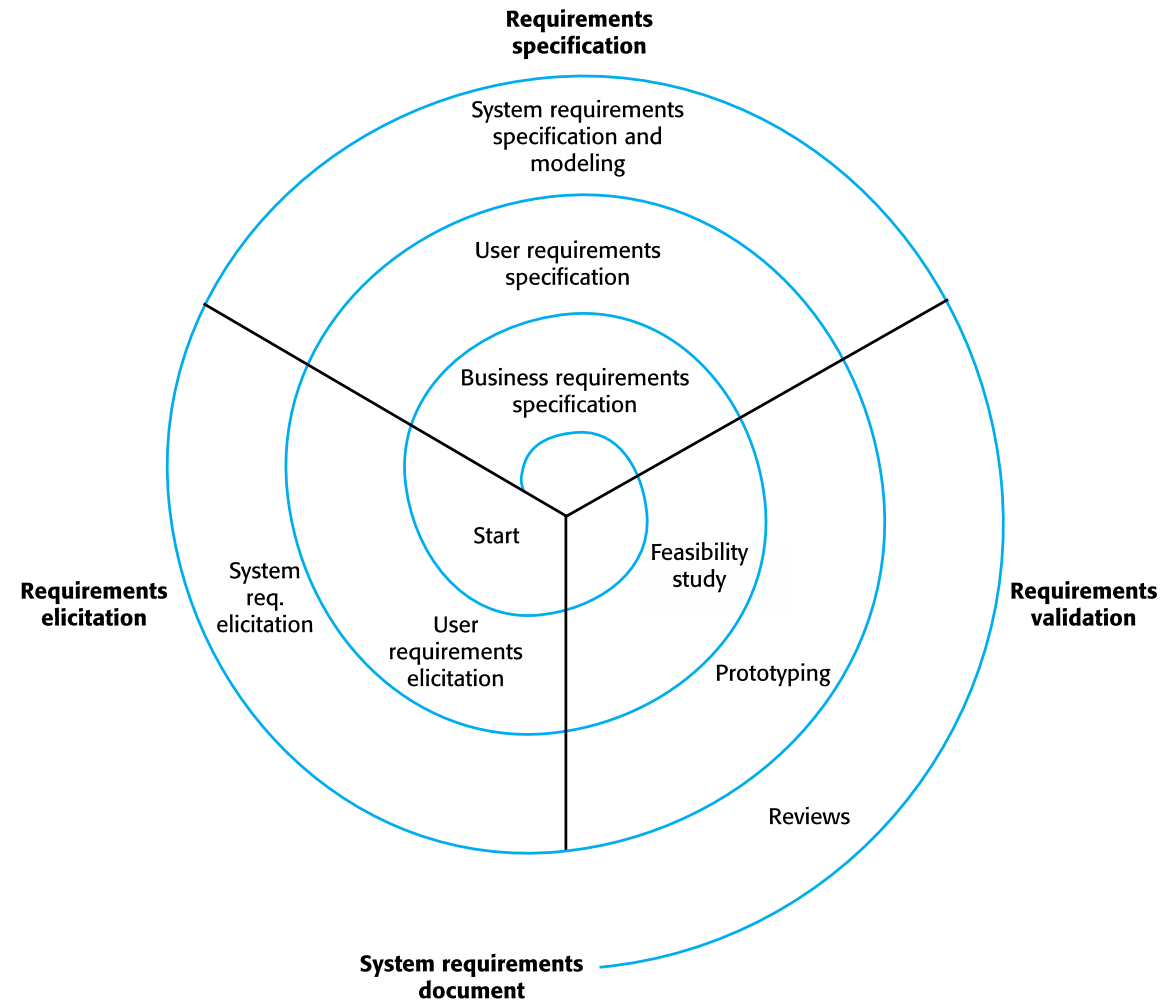 Requirements
specification
System requirements
specification and
modeling
User requirements
specification
Business requirements
specification
Start
Feasibility
study
System
req.
elicitation
Requirements
elicitation
Requirements
validation
User
requirements
elicitation
Prototyping
Reviews
System requirements
document